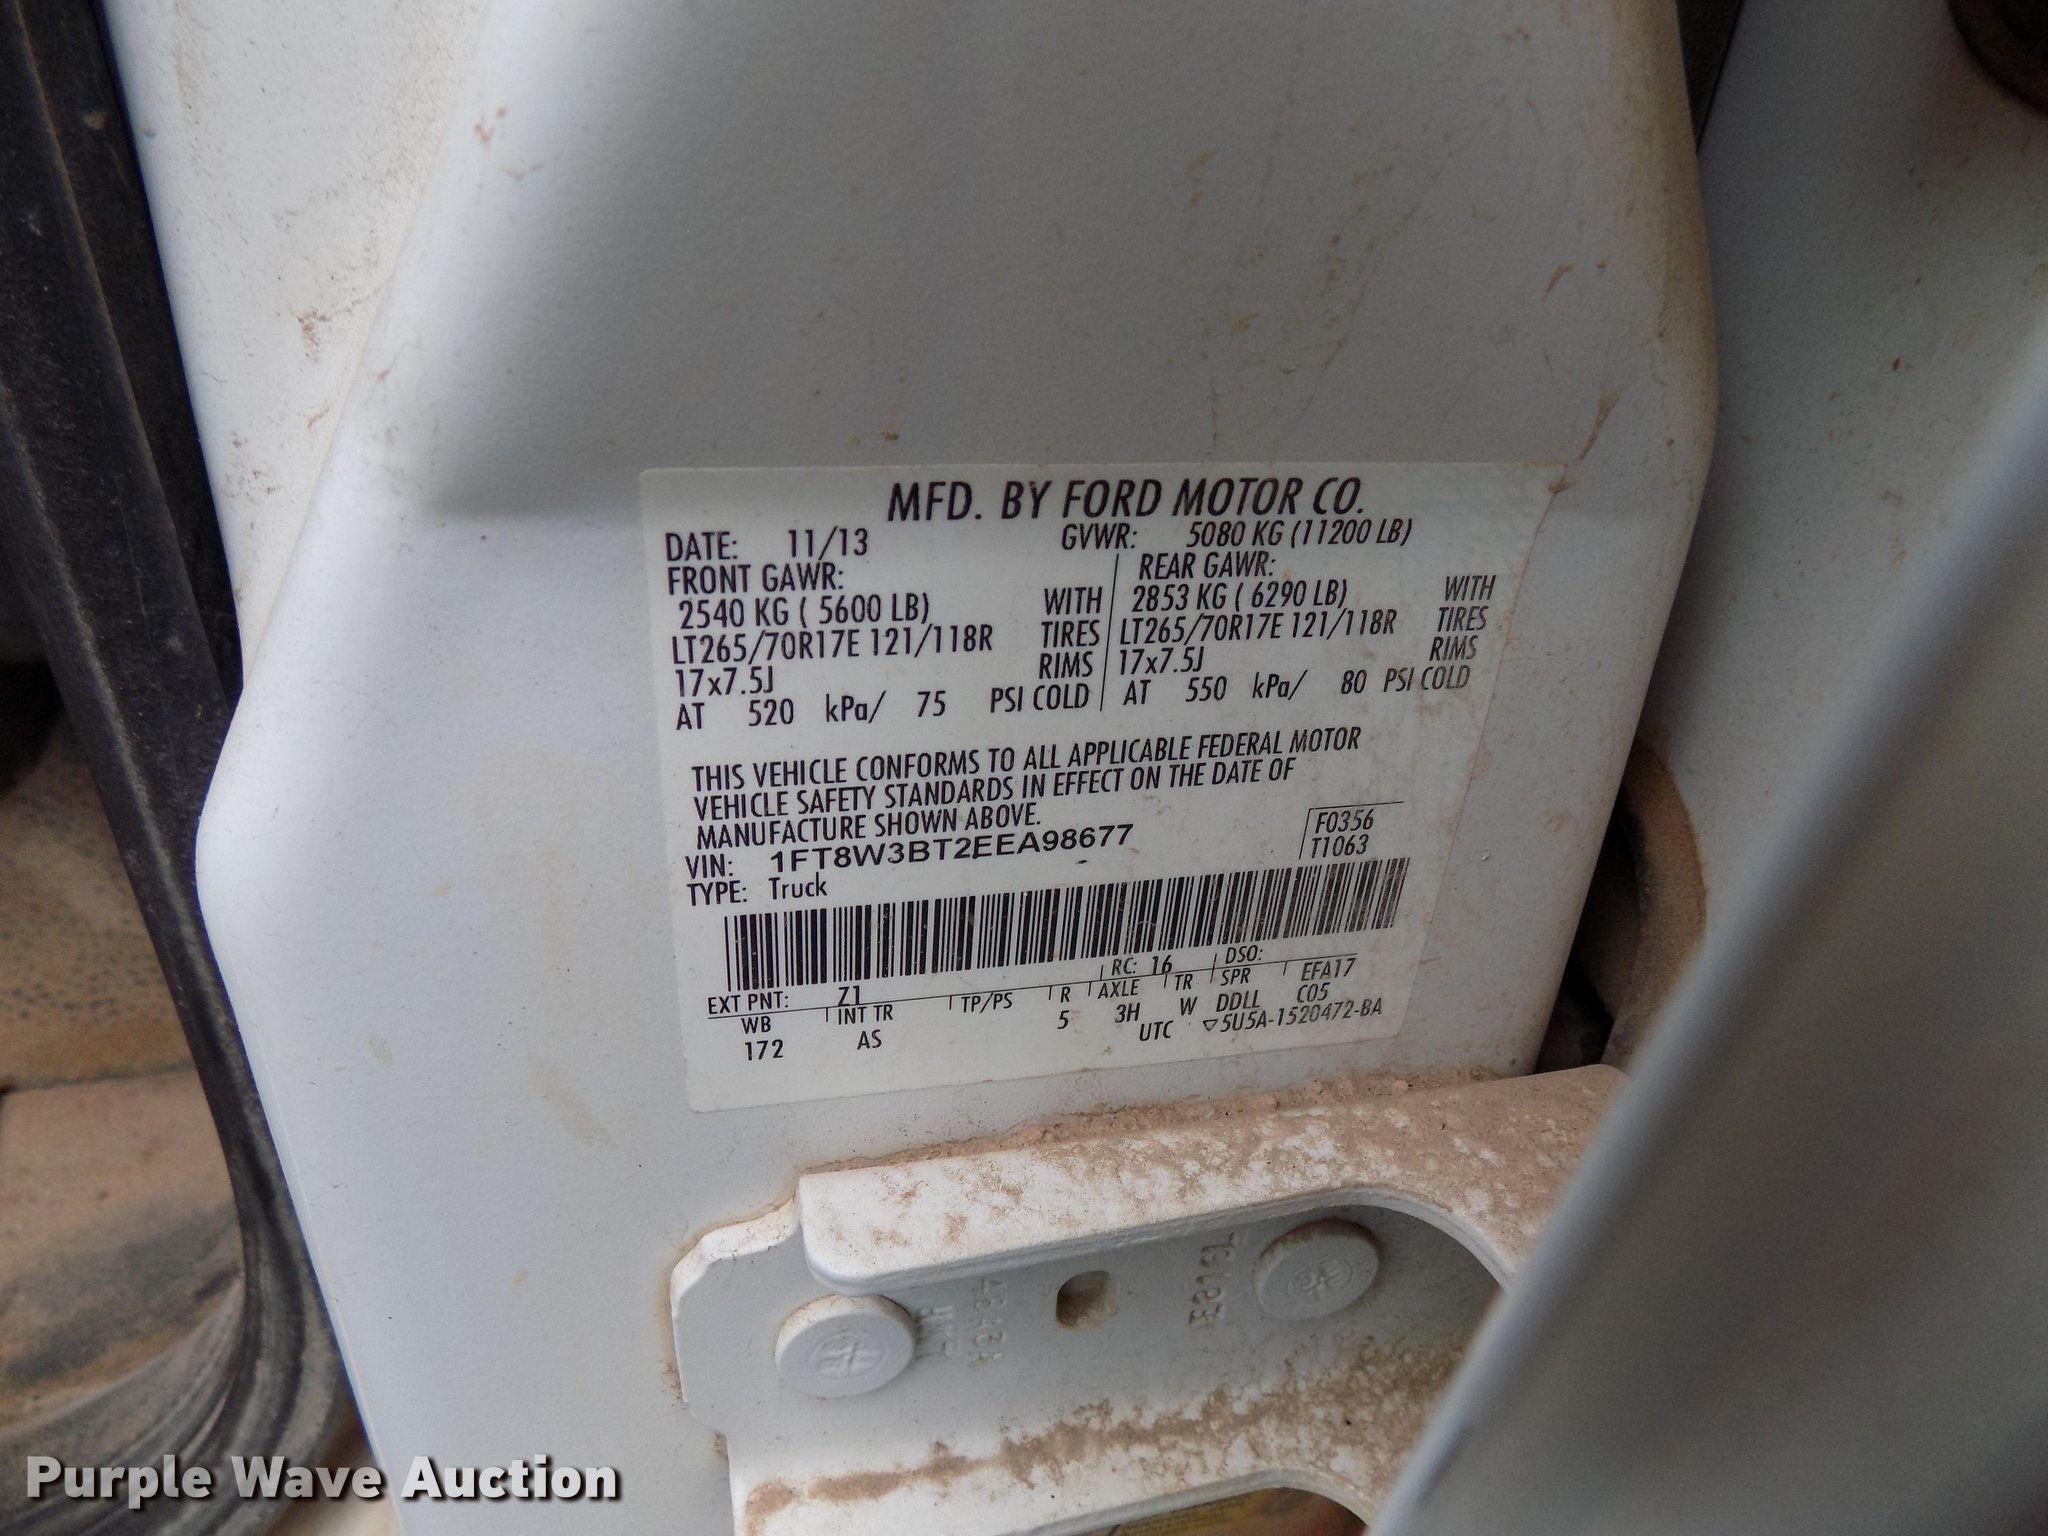 MFD. BY FORD MOTOR CO.
DATE: 11/13 GVWR: 5080 KG (11200 LB)
FRONT GAWR: REAR GAWR:
2540 KG ( 5600 LB) WITH 2853 KG ( 6290 LB) WITH
LT265/70R17E 121/118R TIRES LT265/70R17E 121/118R TIRES
17x7.5J RIMS 17x7.5J RIMS
AT 520 kPa/ 75 PSI COLD AT 550 kPa/ 80 PSI COLD
THIS VEHICLE CONFORMS TO ALL APPLICABLE FEDERAL MOTOR
VEHICLE SAFETY STANDARDS IN EFFECT ON THE DATE OF
MANUFACTURE SHOWN ABOVE.
VIN: 1FT8W3BT2EEA98677 F0356
TYPE: Truck T1063
EXT PNT: Z1 RC: 16 DSO:
WB INT TR TP/PS R AXLE TR SPR EFA17
172 AS 5 3H W DDLL C05
UTC ▽5U5A-1520472-BA
Purple Wave Auction